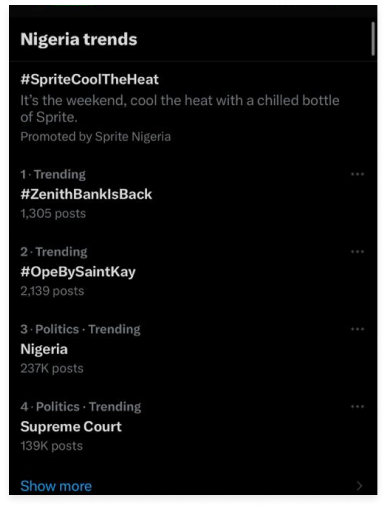 Nigeria trends
#SpriteCoolTheHeat
It's the weekend, cool the heat with a chilled bottle
of Sprite.
Promoted by Sprite Nigeria
1 · Trending
#ZenithBankIsBack
1,305 posts
2 · Trending
#OpeBySaintKay
2,139 posts
3 · Politics · Trending
Nigeria
237K posts
4 · Politics · Trending
Supreme Court
139K posts
Show more